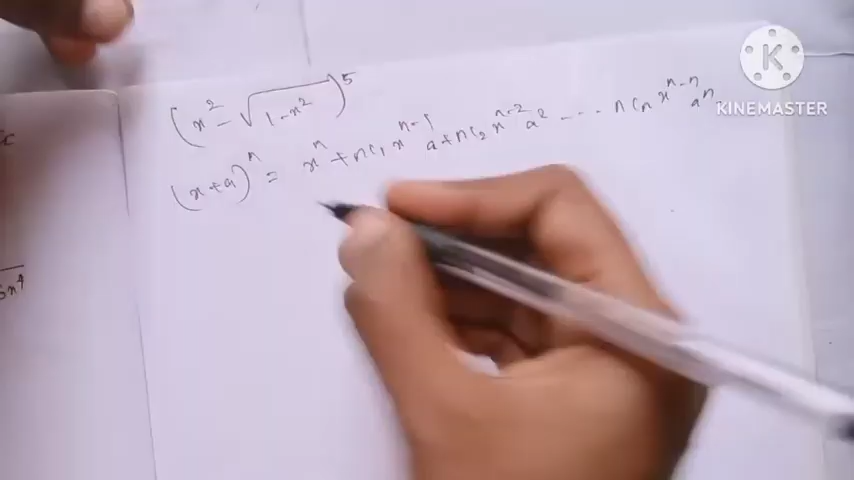 (x² - √(1-x²))⁵
(x+a)ⁿ = xⁿ + nC₁ xⁿ⁻¹ a + nC₂ xⁿ⁻² a² - - - - nCₙ xⁿ⁻ⁿ aⁿ
KINEMASTER